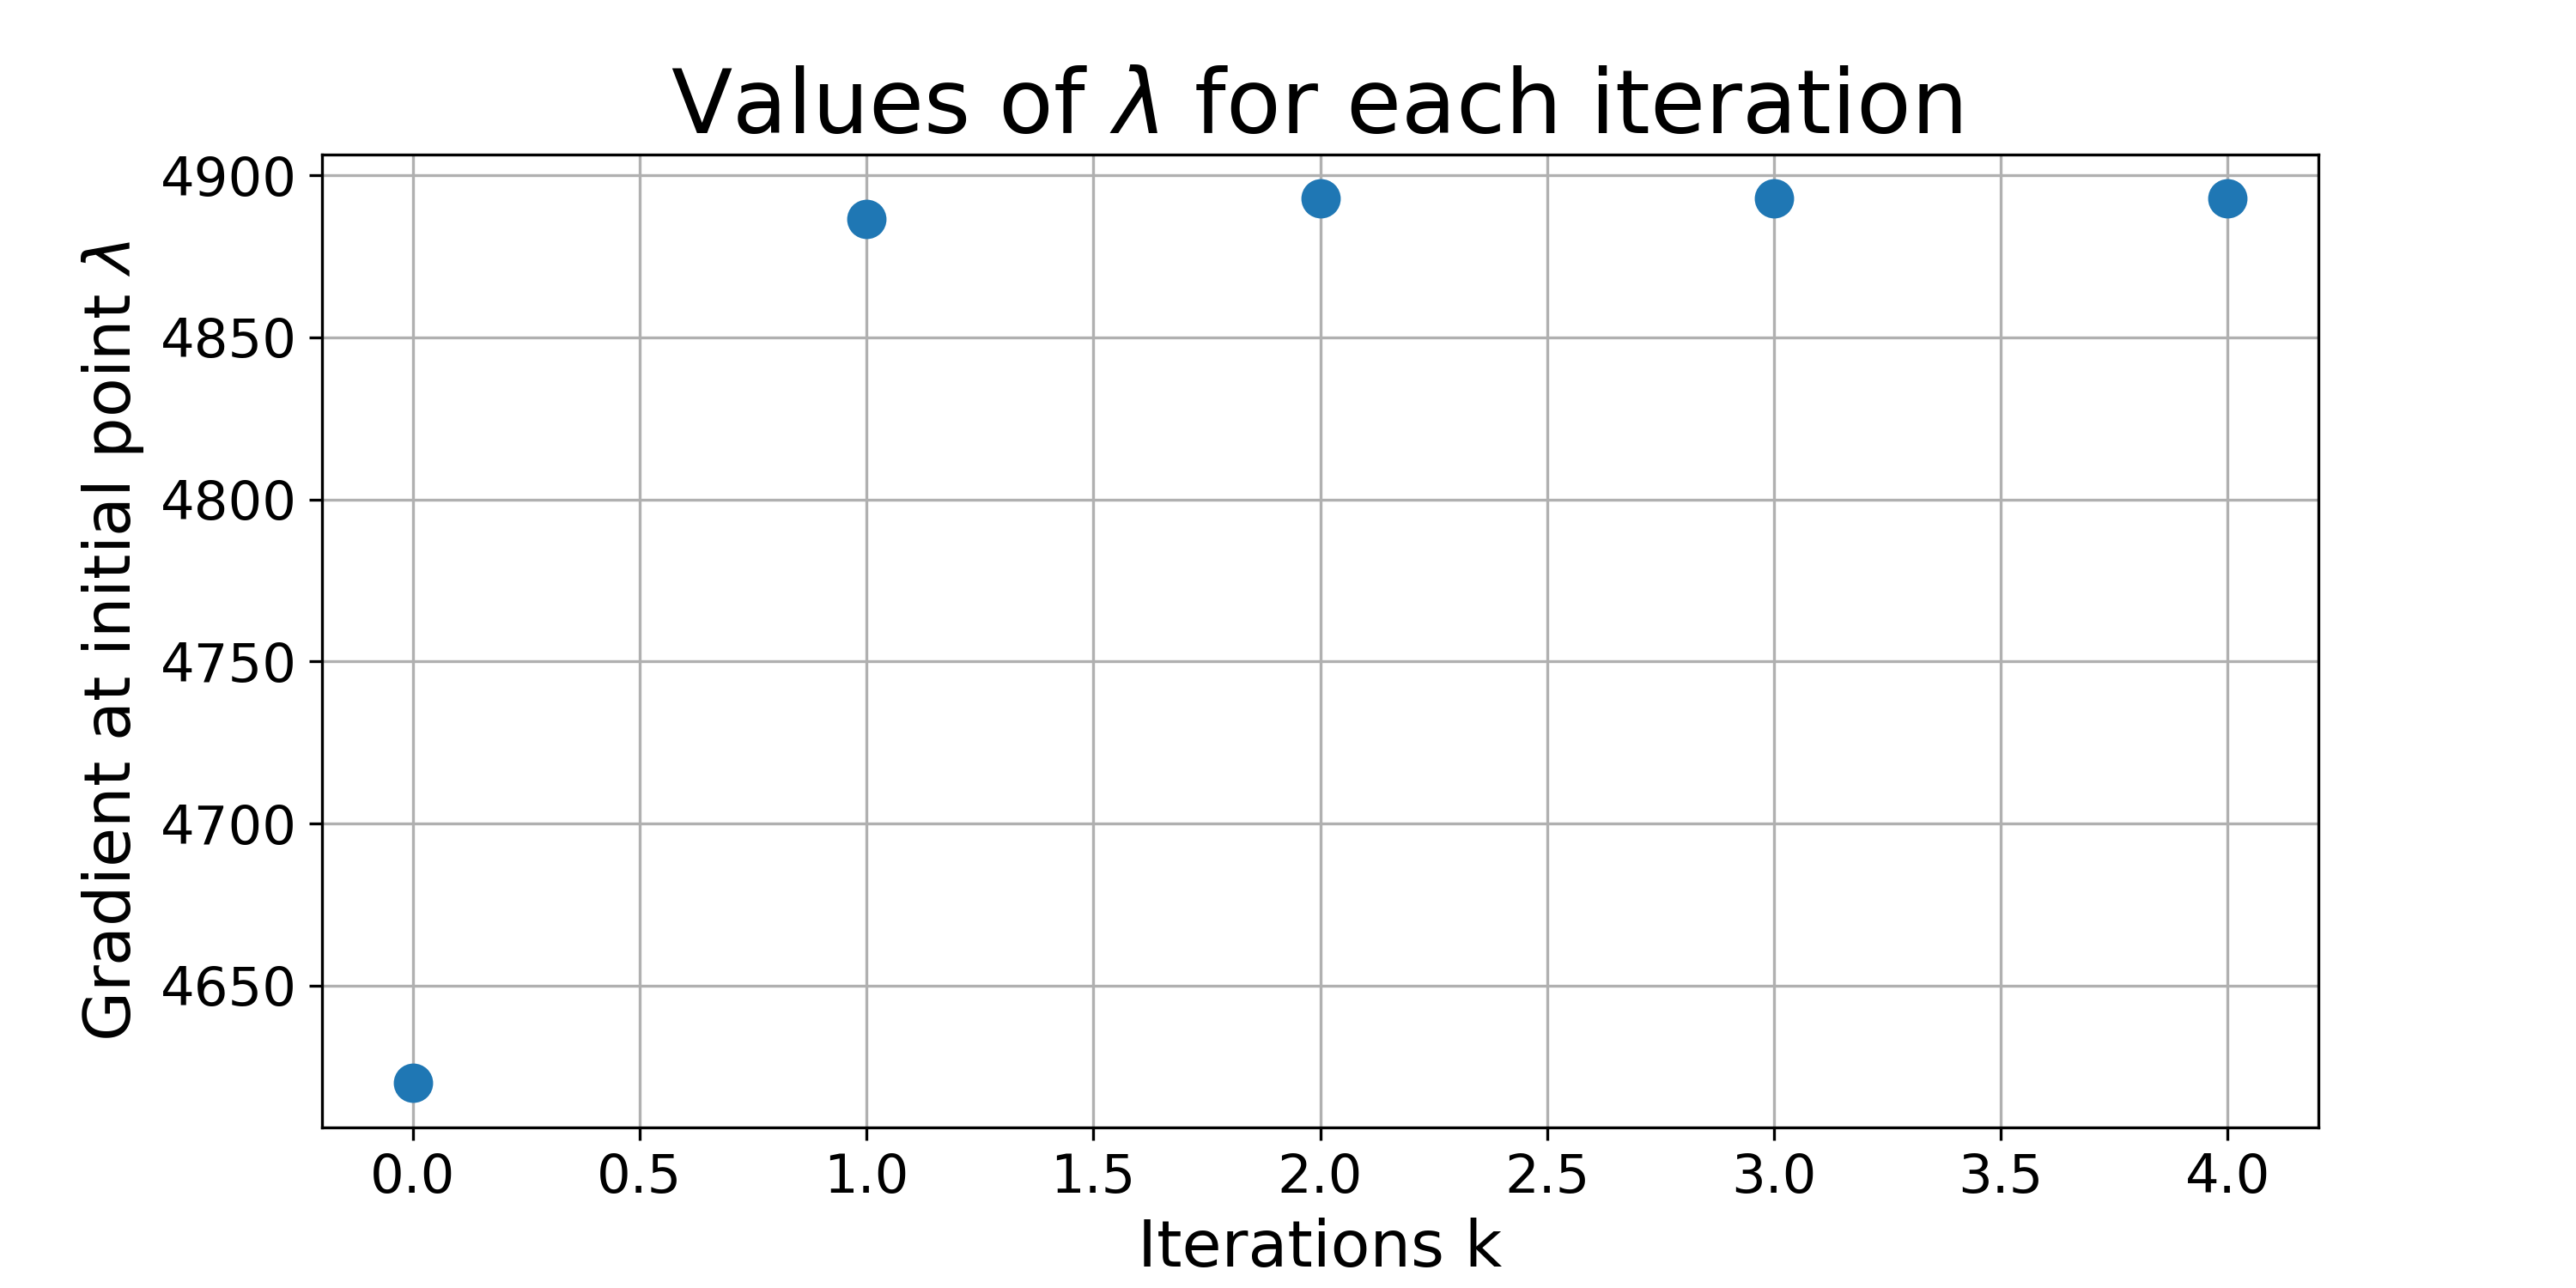 Values of λ for each iteration
4900
4850
4800
4750
4700
4650
Gradient at initial point λ
0.0 0.5 1.0 1.5 2.0 2.5 3.0 3.5 4.0
Iterations k